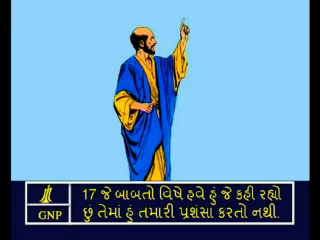 17 જે બાબતો વિષે હવે હું જે કહી રહ્યો
છું તેમાં હું તમારી પ્રશંસા કરતો નથી.
GNP